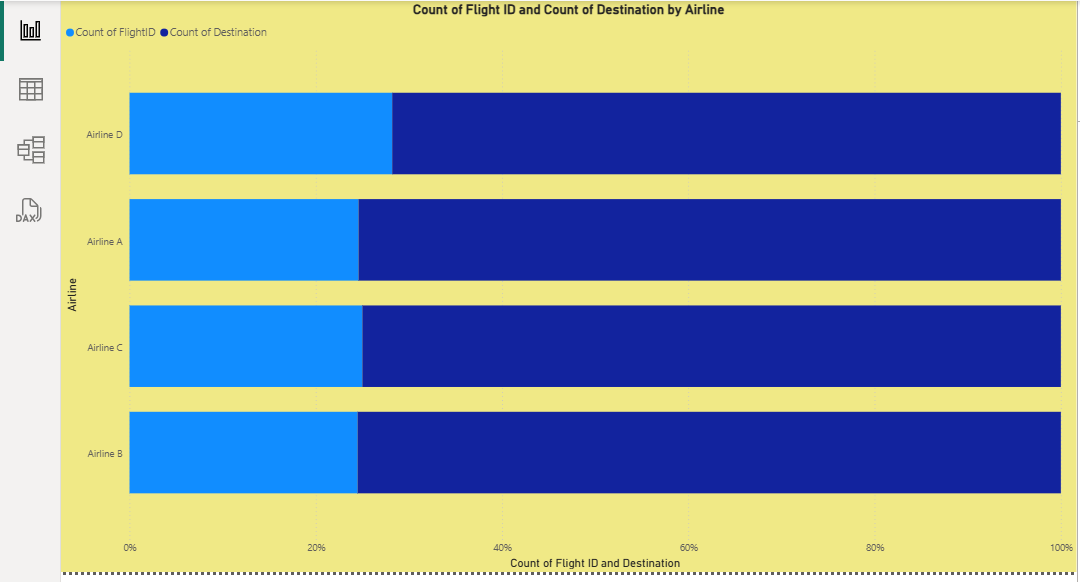 Count of Flight ID and Count of Destination by Airline
Count of FlightID Count of Destination
Airline D
Airline A
Airline C
Airline B
Airline
0% 20% 40% 60% 80% 100%
Count of Flight ID and Destination
DAX